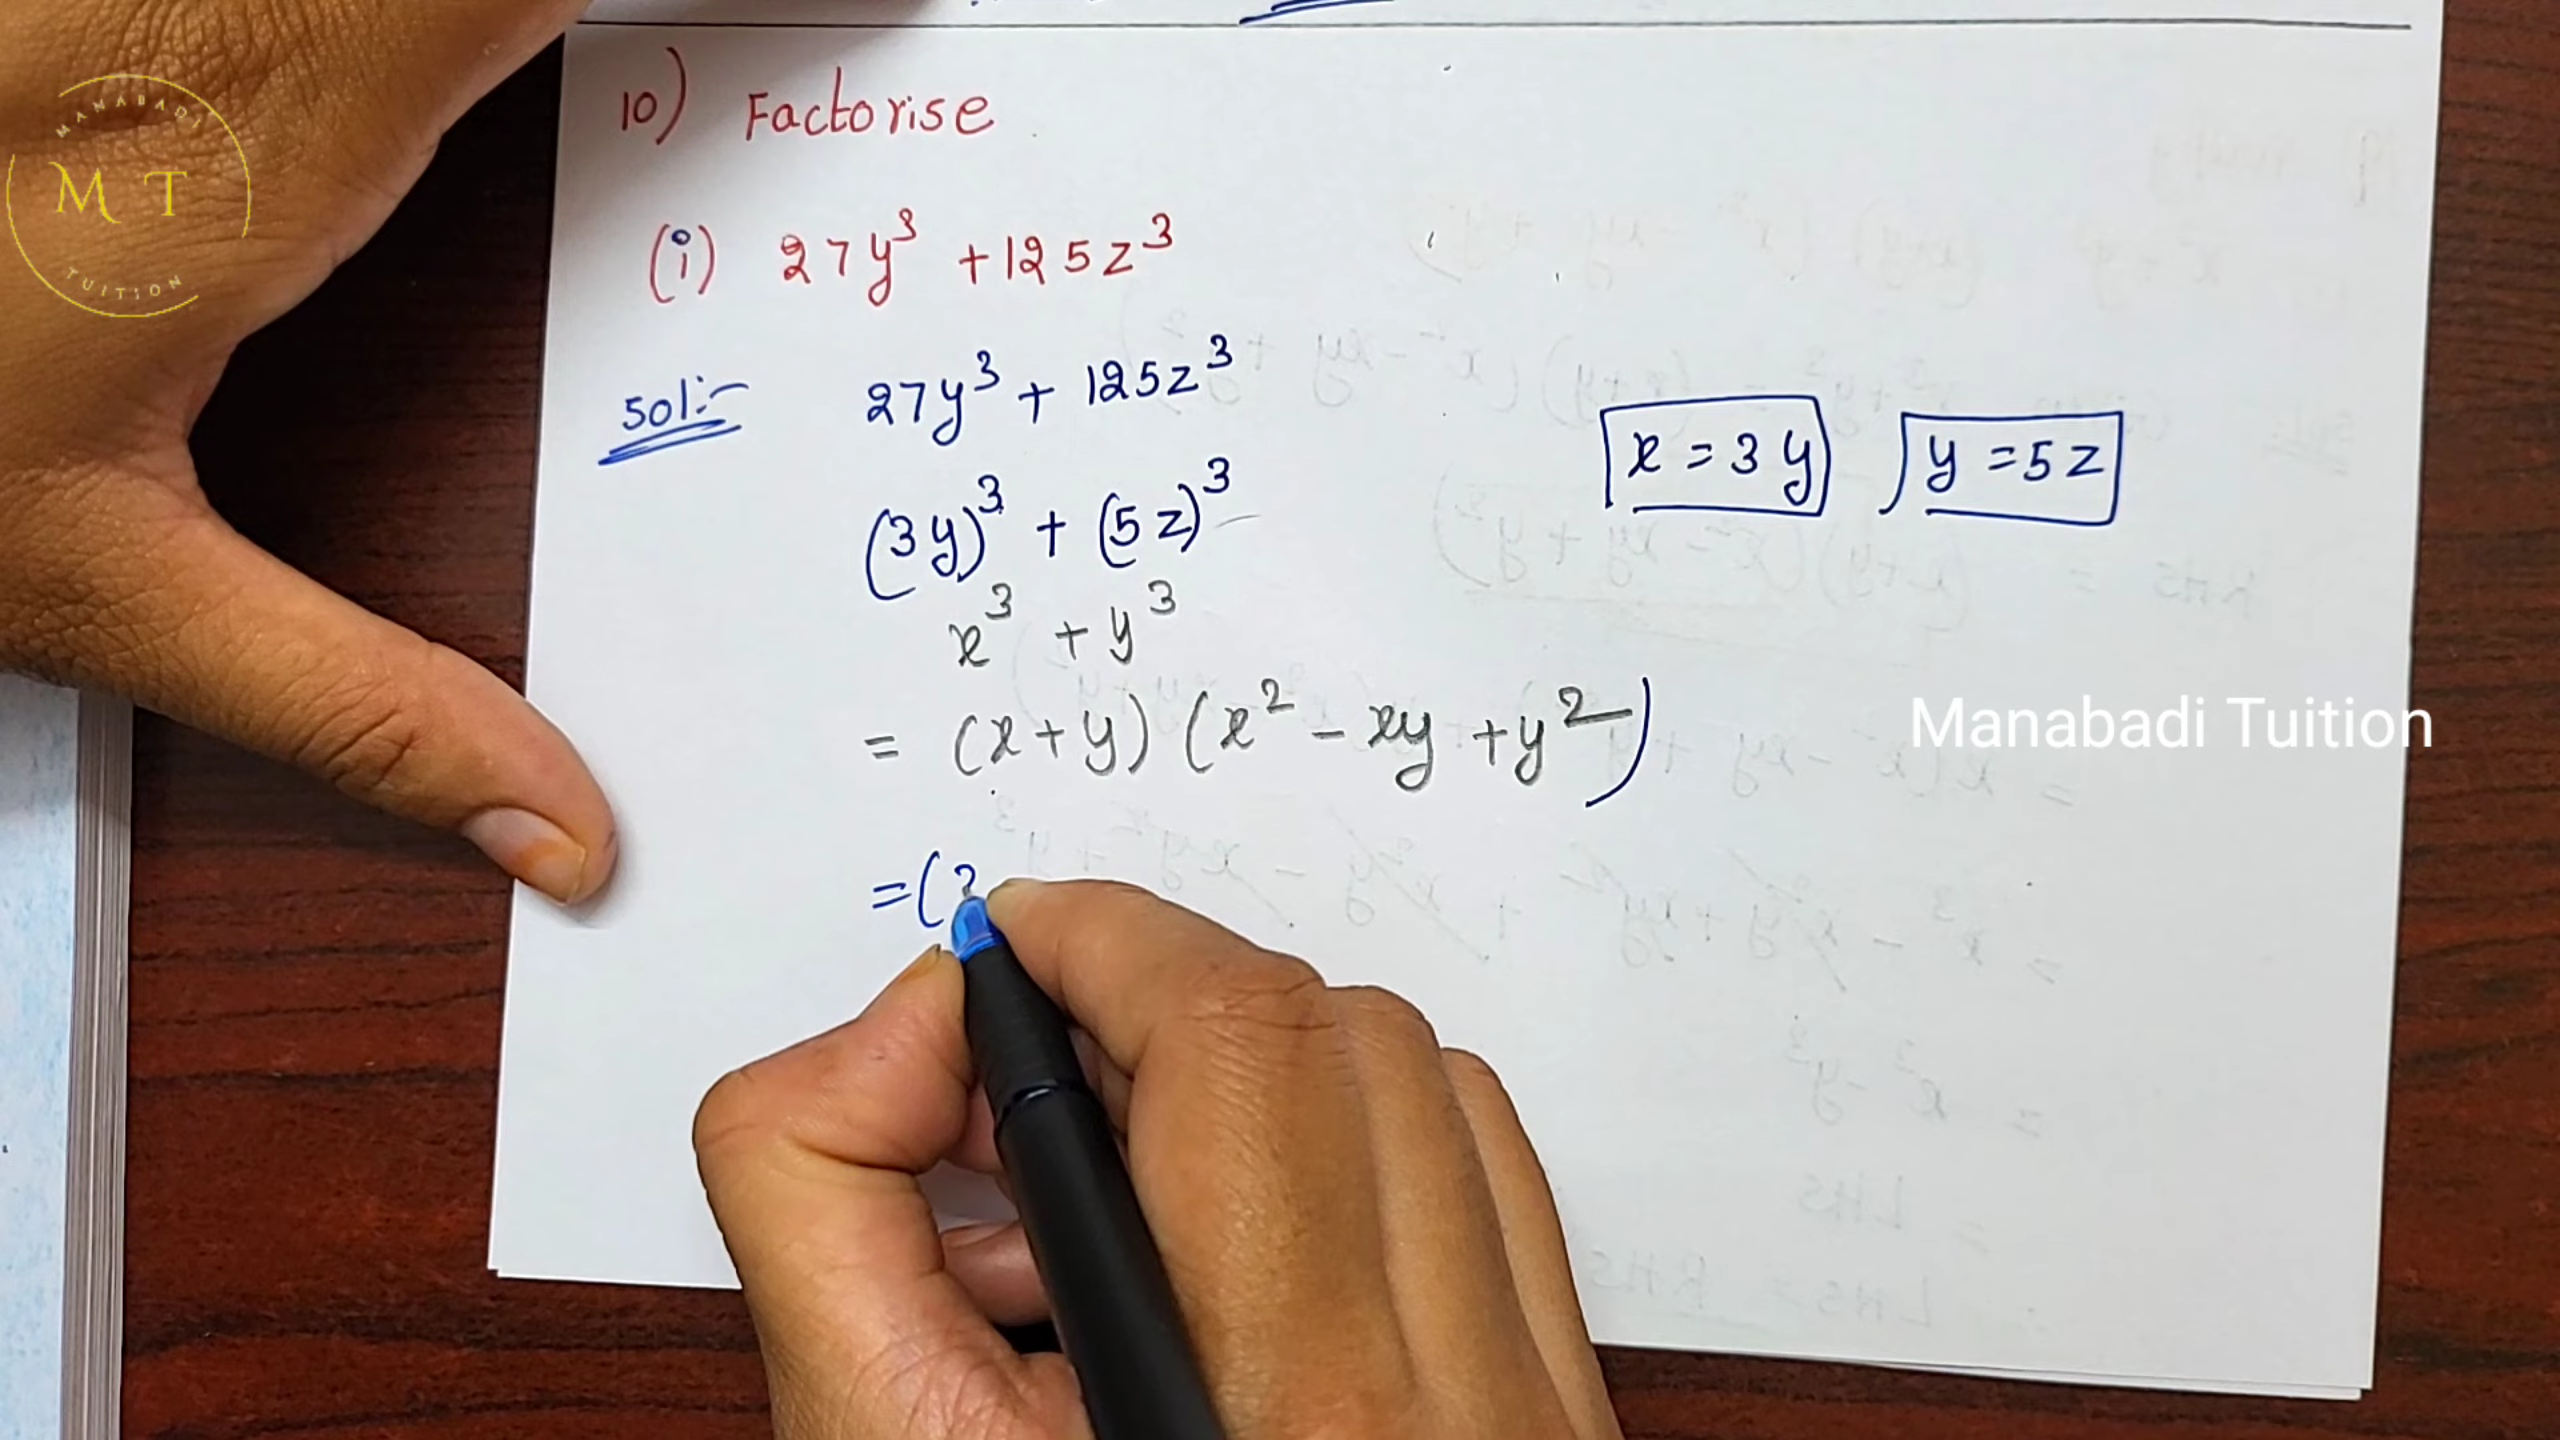 MANABADI
M T
TUITION
10) Factorise
(i) 27y³ + 125z³
Sol:- 27y³ + 125z³
(3y)³ + (5z)³
x = 3y y = 5z
x³ + y³
= (x+y) (x² - xy + y²)
Manabadi Tuition
= (3